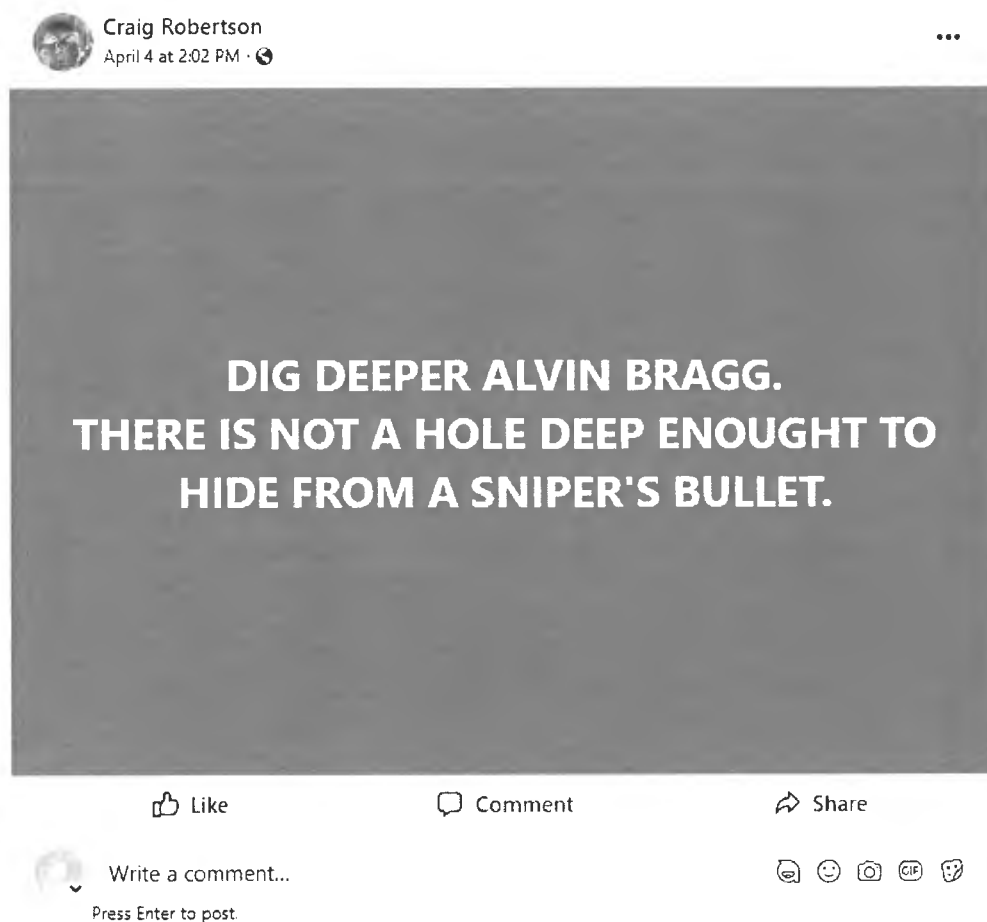 Craig Robertson
April 4 at 2:02 PM ·
DIG DEEPER ALVIN BRAGG.
THERE IS NOT A HOLE DEEP ENOUGHT TO
HIDE FROM A SNIPER'S BULLET.
Like Comment Share
Write a comment...
GIF
Press Enter to post.